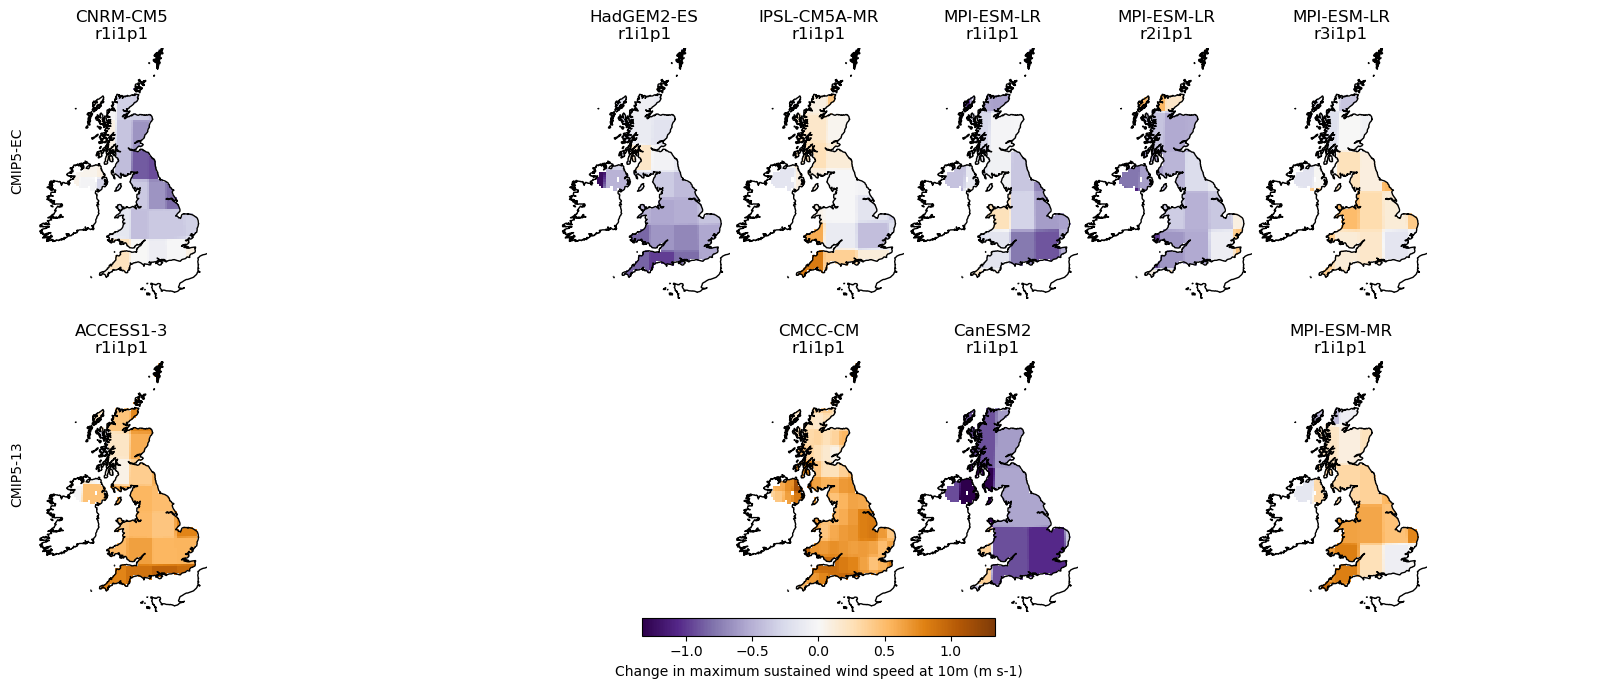 CNRM-CM5
r1i1p1
HadGEM2-ES
r1i1p1
IPSL-CM5A-MR
r1i1p1
MPI-ESM-LR
r1i1p1
MPI-ESM-LR
r2i1p1
MPI-ESM-LR
r3i1p1
CMIP5-EC
ACCESS1-3
r1i1p1
CMCC-CM
r1i1p1
CanESM2
r1i1p1
MPI-ESM-MR
r1i1p1
CMIP5-13
−1.0 −0.5 0.0 0.5 1.0
Change in maximum sustained wind speed at 10m (m s-1)